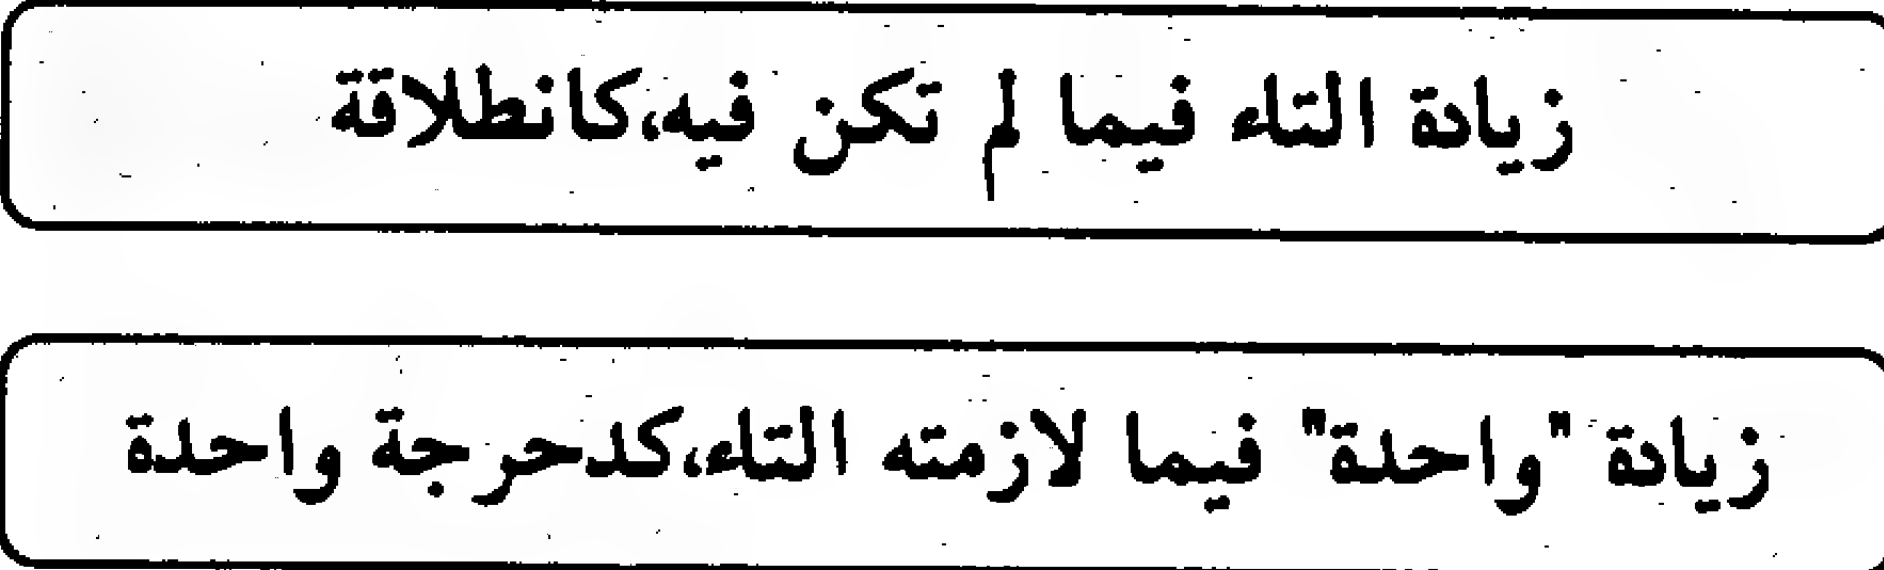 زيادة التاء فيما لم تكن فيه،كانطلاقة
زيادة "واحدة" فيما لازمته التاء،كدحرجة واحدة